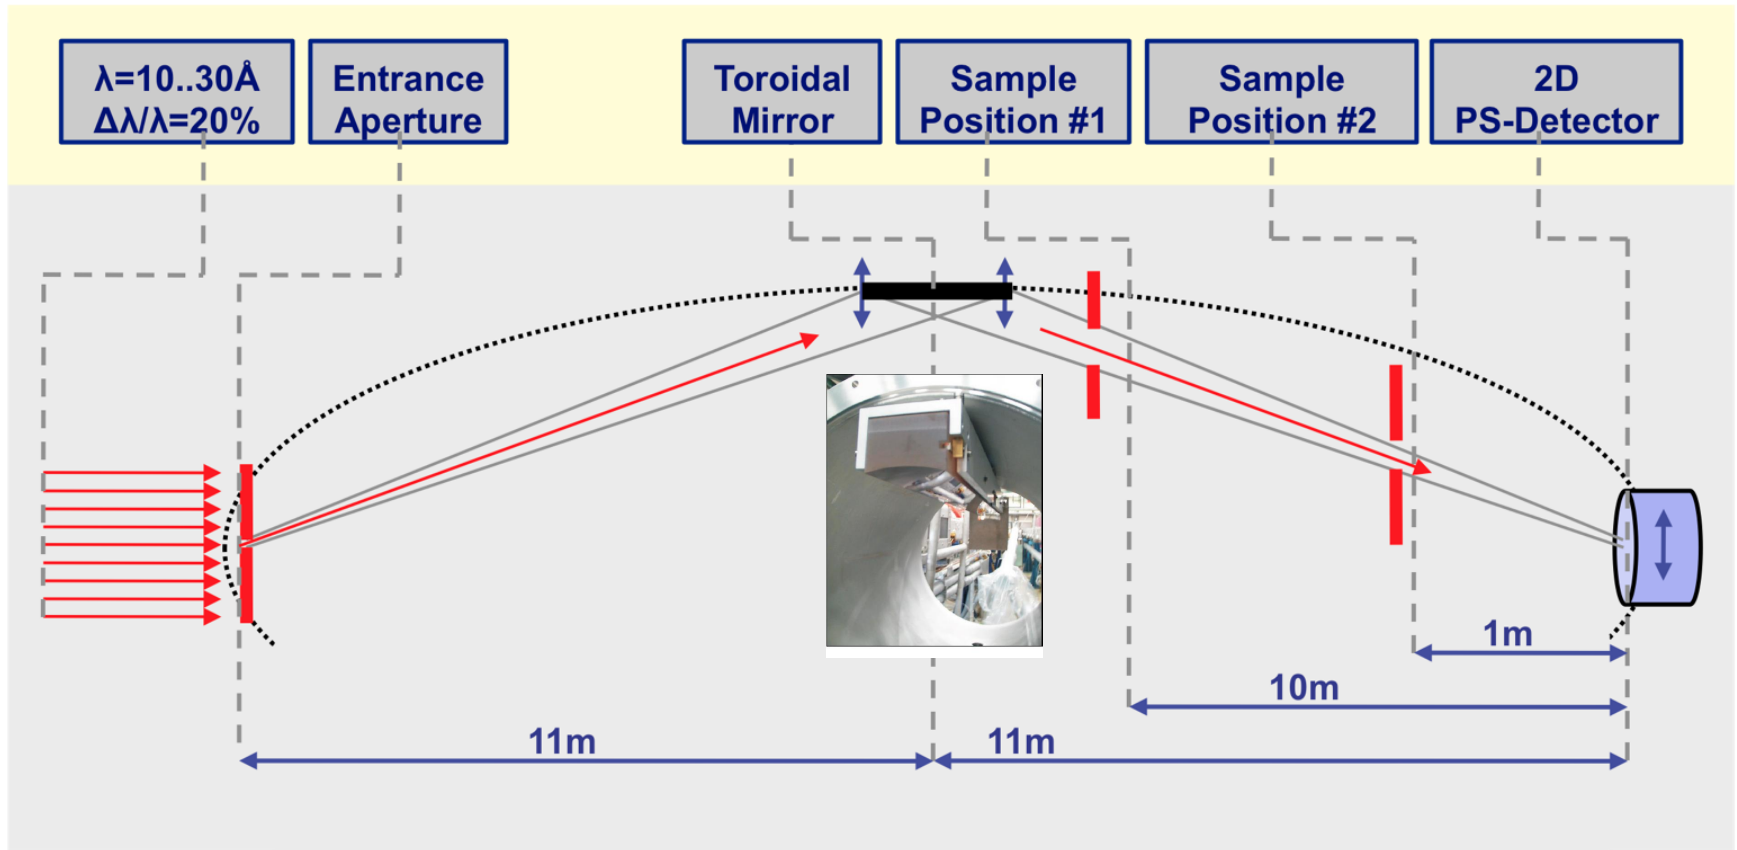 λ=10..30Å
Δλ/λ=20%
Entrance
Aperture
Toroidal
Mirror
Sample
Position #1
Sample
Position #2
2D
PS-Detector
1m
10m
11m
11m